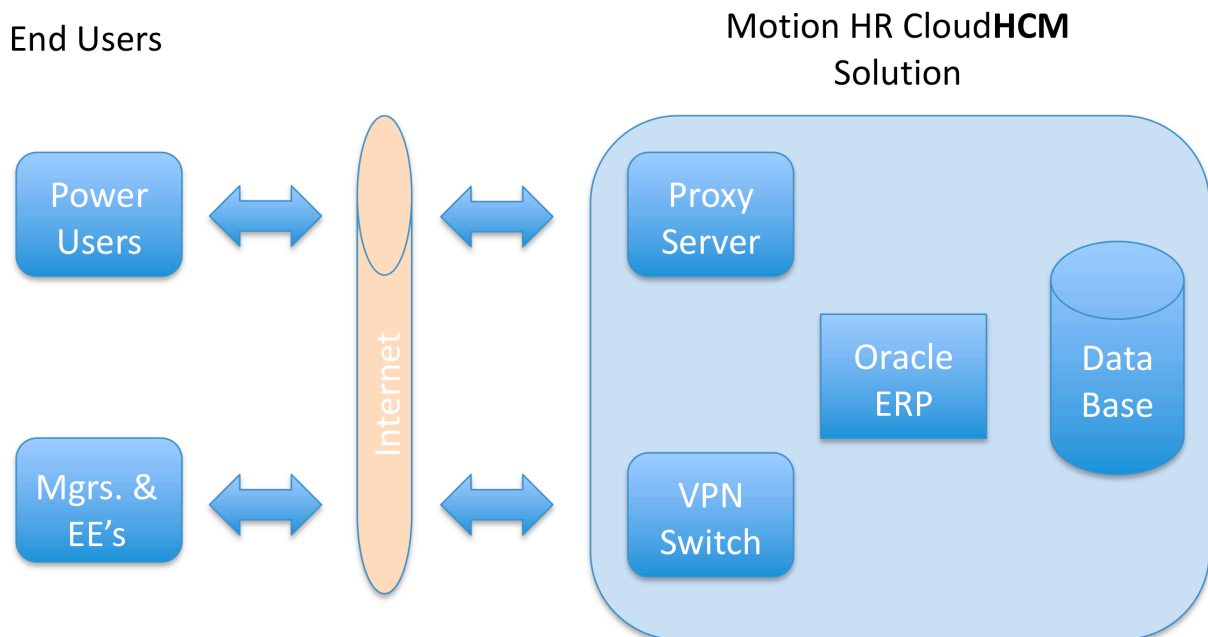 End Users
Motion HR CloudHCM
Solution
Power
Users
Proxy
Server
Internet
Oracle
ERP
Data
Base
Mgrs. &
EE’s
VPN
Switch